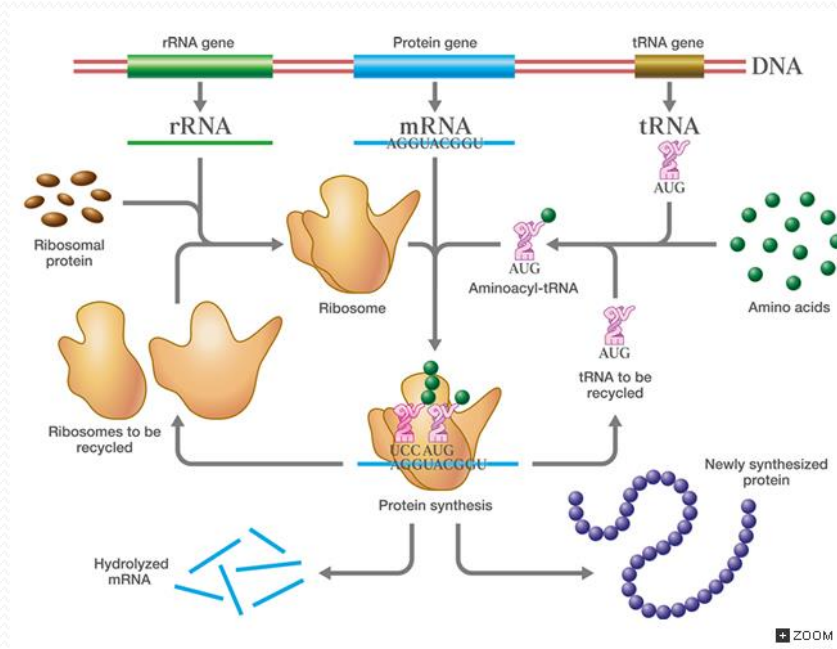 rRNA gene
Protein gene
tRNA gene
DNA
rRNA
mRNA
tRNA
AGGUACGGU
AUG
Ribosomal
protein
Ribosome
AUG
Aminoacyl-tRNA
Amino acids
AUG
tRNA to be
recycled
Ribosomes to be
recycled
UCC AUG
AGGUACGGU
Protein synthesis
Newly synthesized
protein
Hydrolyzed
mRNA
+ ZOOM